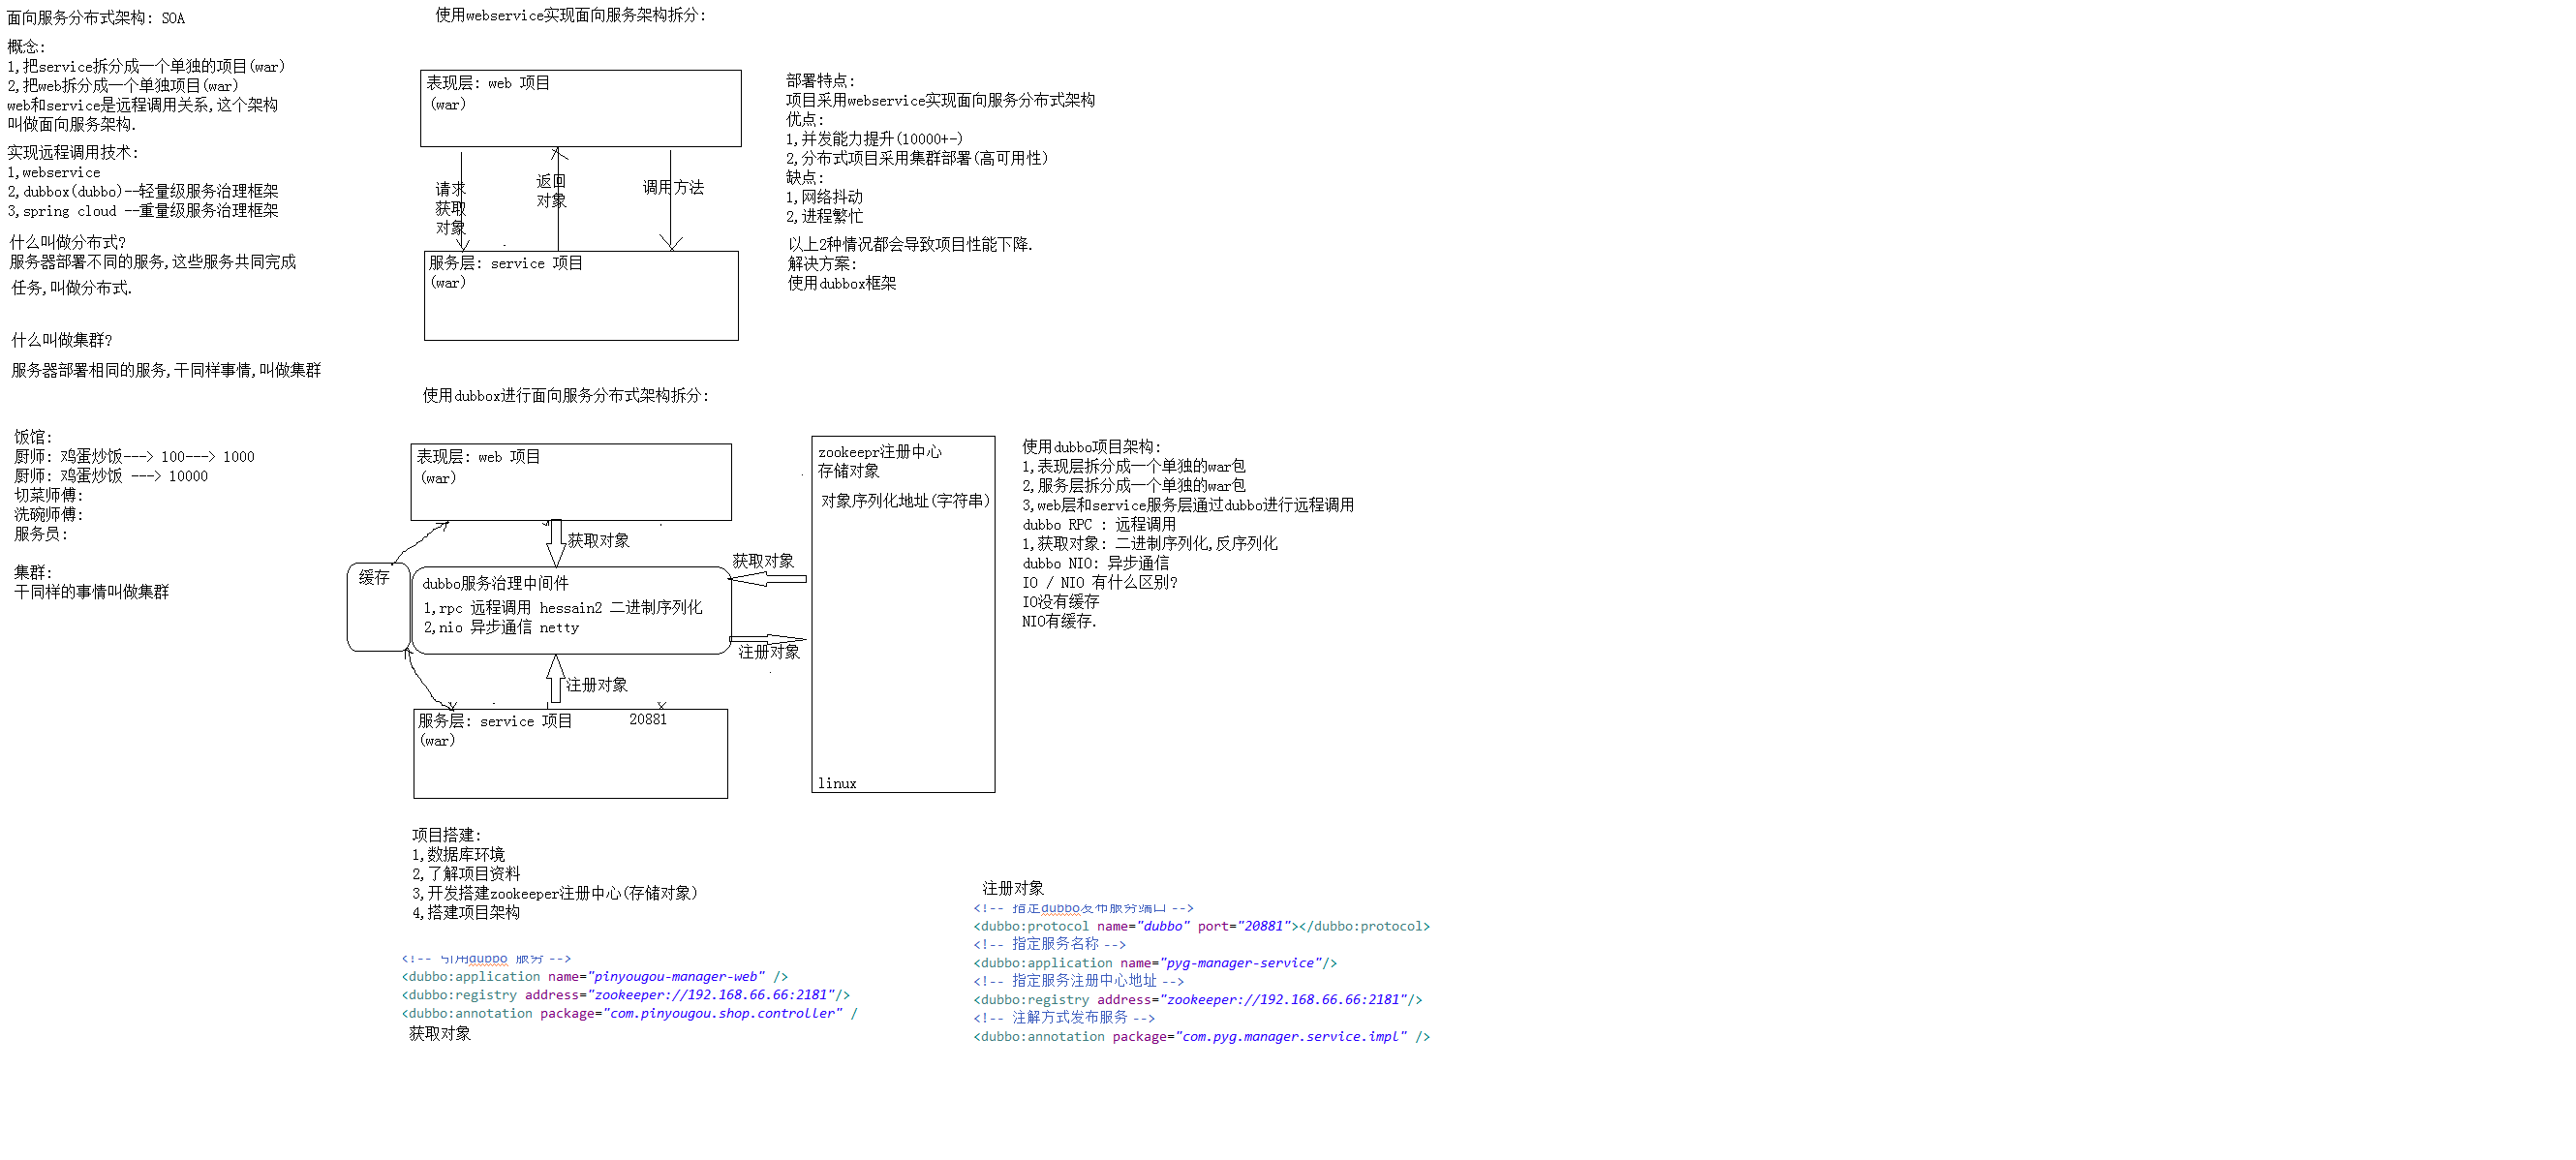 面向服务分布式架构: SOA
概念:
1,把service拆分成一个单独的项目(war)
2,把web拆分成一个单独项目(war)
web和service是远程调用关系,这个架构
叫做面向服务架构.
实现远程调用技术:
1,webservice
2,dubbox(dubbo)--轻量级服务治理框架
3,spring cloud --重量级服务治理框架
什么叫做分布式?
服务器部署不同的服务,这些服务共同完成
任务,叫做分布式.
什么叫做集群?
服务器部署相同的服务,干同样事情,叫做集群
饭馆:
厨师: 鸡蛋炒饭---> 100---> 1000
厨师: 鸡蛋炒饭 ---> 10000
切菜师傅:
洗碗师傅:
服务员:
集群:
干同样的事情叫做集群
使用webservice实现面向服务架构拆分:
表现层: web 项目
(war)
请求
获取
对象
返回
对象
调用方法
服务层: service 项目
(war)
部署特点:
项目采用webservice实现面向服务分布式架构
优点:
1,并发能力提升(10000+-)
2,分布式项目采用集群部署(高可用性)
缺点:
1,网络抖动
2,进程繁忙
以上2种情况都会导致项目性能下降.
解决方案:
使用dubbox框架
使用dubbox进行面向服务分布式架构拆分:
表现层: web 项目
(war)
获取对象
缓存
dubbo服务治理中间件
1,rpc 远程调用 hessain2 二进制序列化
2,nio 异步通信 netty
获取对象
注册对象
注册对象
服务层: service 项目 20881
(war)
zookeepr注册中心
存储对象
对象序列化地址(字符串)
linux
使用dubbo项目架构:
1,表现层拆分成一个单独的war包
2,服务层拆分成一个单独的war包
3,web层和service服务层通过dubbo进行远程调用
dubbo RPC : 远程调用
1,获取对象: 二进制序列化,反序列化
dubbo NIO: 异步通信
IO / NIO 有什么区别?
IO没有缓存
NIO有缓存.
项目搭建:
1,数据库环境
2,了解项目资料
3,开发搭建zookeeper注册中心(存储对象)
4,搭建项目架构
<!-- 引用dubbo 服务 -->
<dubbo:application name="pinyougou-manager-web" />
<dubbo:registry address="zookeeper://192.168.66.66:2181"/>
<dubbo:annotation package="com.pinyougou.shop.controller" /
获取对象
注册对象
<!-- 指定dubbo发布服务端口 -->
<dubbo:protocol name="dubbo" port="20881"></dubbo:protocol>
<!-- 指定服务名称 -->
<dubbo:application name="pyg-manager-service"/>
<!-- 指定服务注册中心地址 -->
<dubbo:registry address="zookeeper://192.168.66.66:2181"/>
<!-- 注解方式发布服务 -->
<dubbo:annotation package="com.pyg.manager.service.impl" />